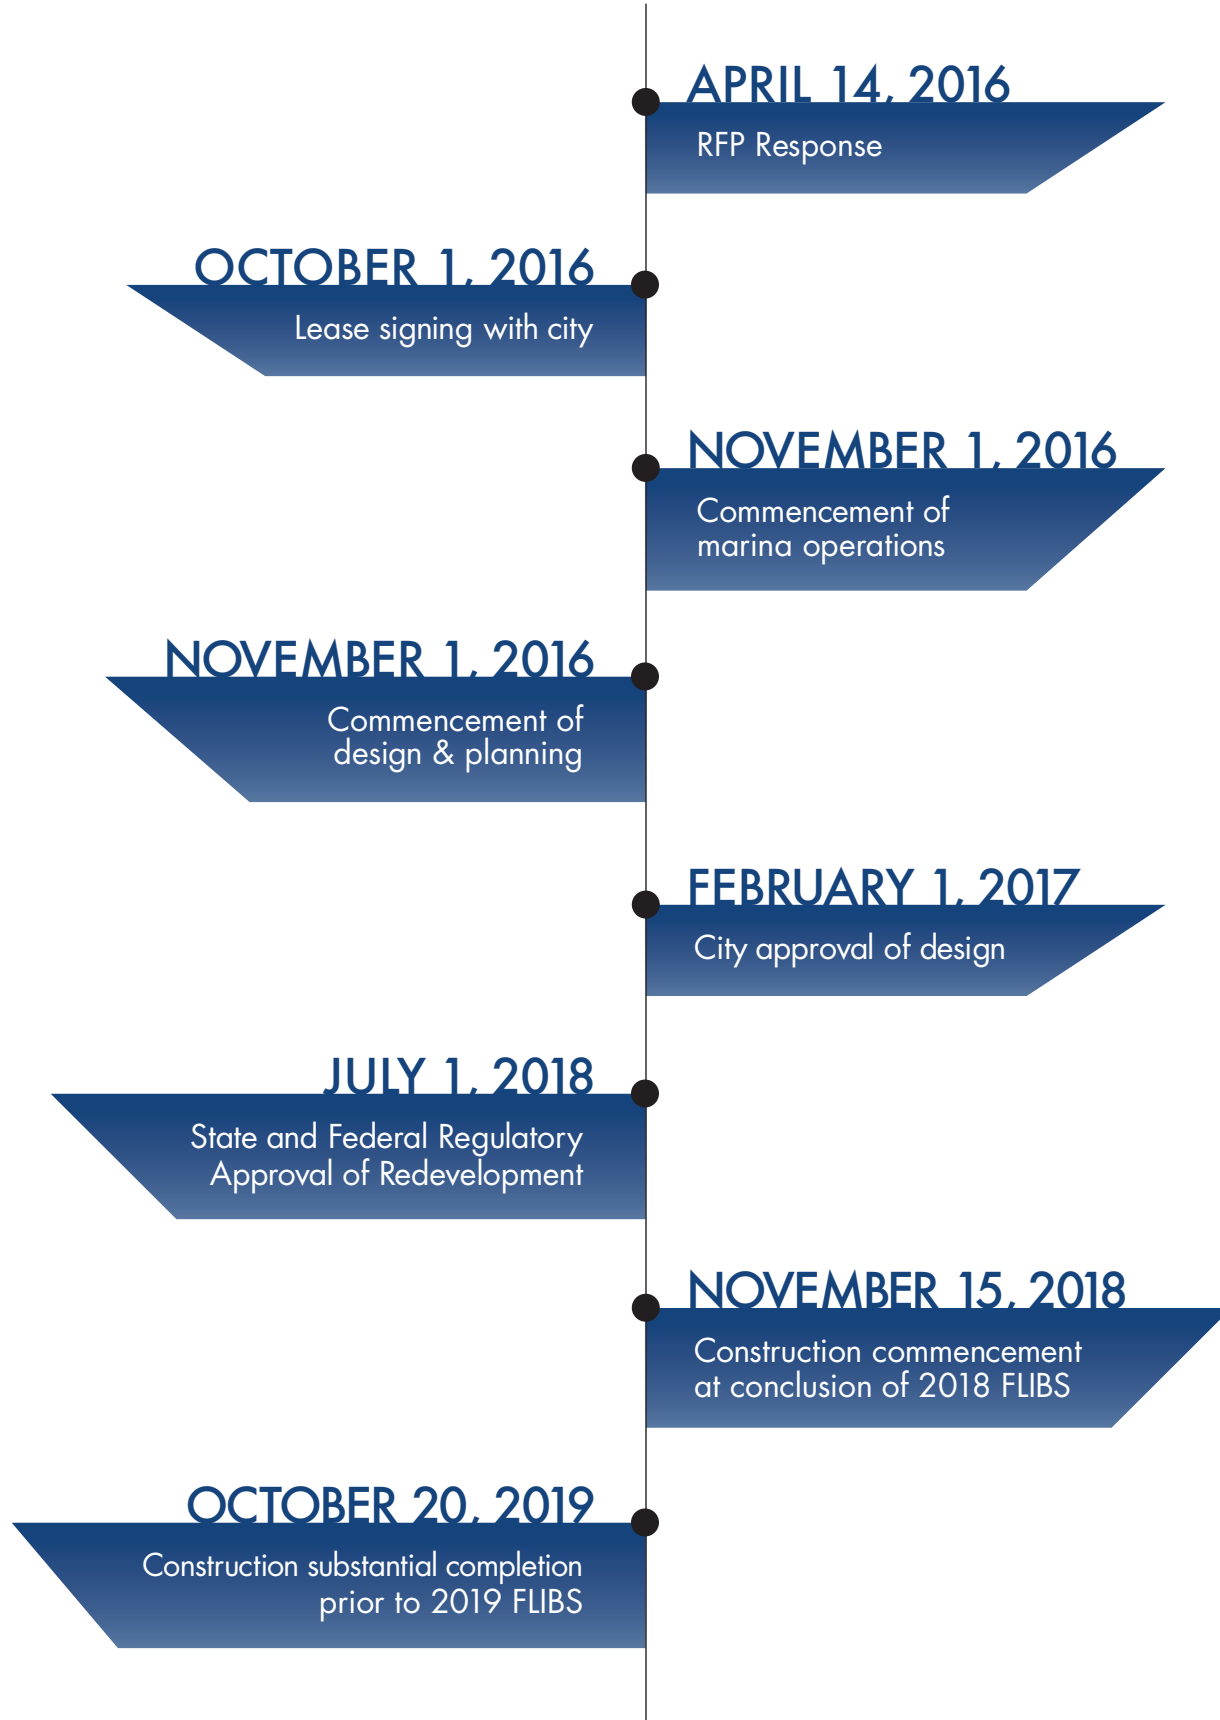 APRIL 14, 2016
RFP Response
OCTOBER 1, 2016
Lease signing with city
NOVEMBER 1, 2016
Commencement of
marina operations
NOVEMBER 1, 2016
Commencement of
design & planning
FEBRUARY 1, 2017
City approval of design
JULY 1, 2018
State and Federal Regulatory
Approval of Redevelopment
NOVEMBER 15, 2018
Construction commencement
at conclusion of 2018 FLIBS
OCTOBER 20, 2019
Construction substantial completion
prior to 2019 FLIBS